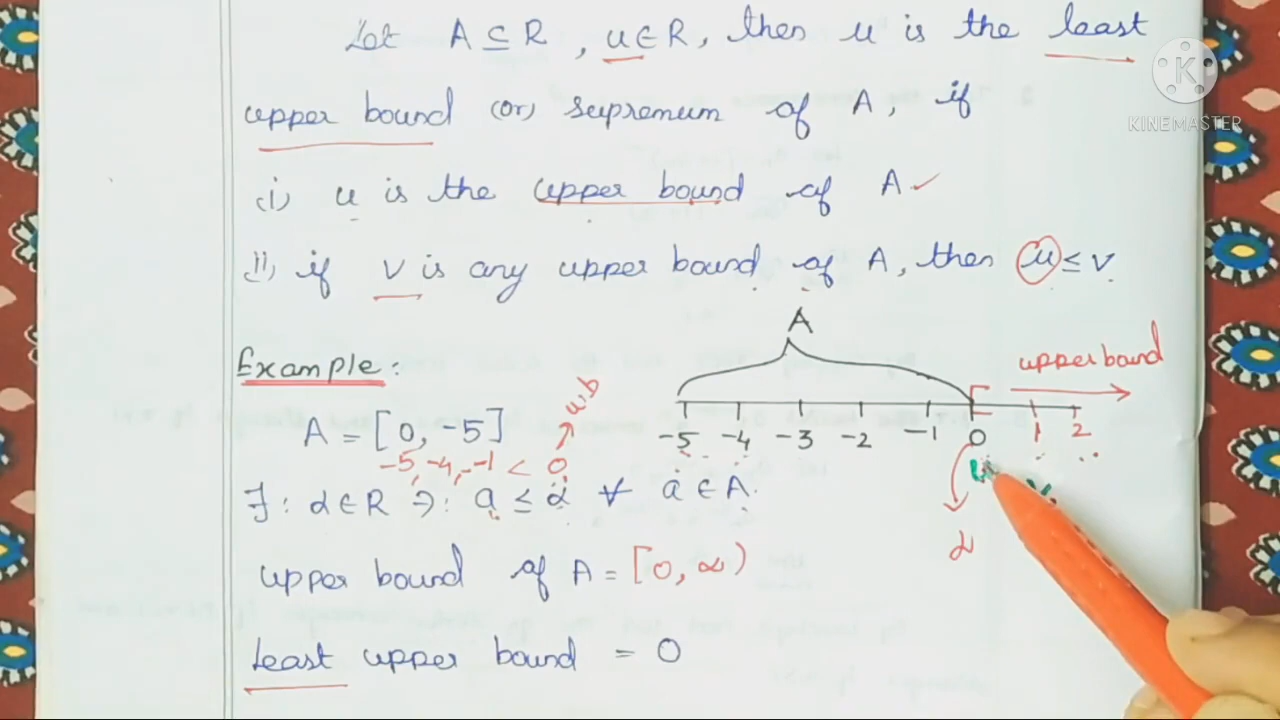 Let A ⊆ R, u ∈ R, then u is the least
upper bound (or) supremum of A, if
(i) u is the upper bound of A ✓
ii) if v is any upper bound of A, then u ≤ v.
KINEMASTER
A
upper bound
Example:
-5 -4 -3 -2 -1 0 1 2
u v
α
A = [0, -5]
-5, -4, -1 < 0 → ub
∃ : α ∈ R ∋: a ≤ α ∀ a ∈ A.
upper bound of A = [0, ∞)
Least upper bound = 0